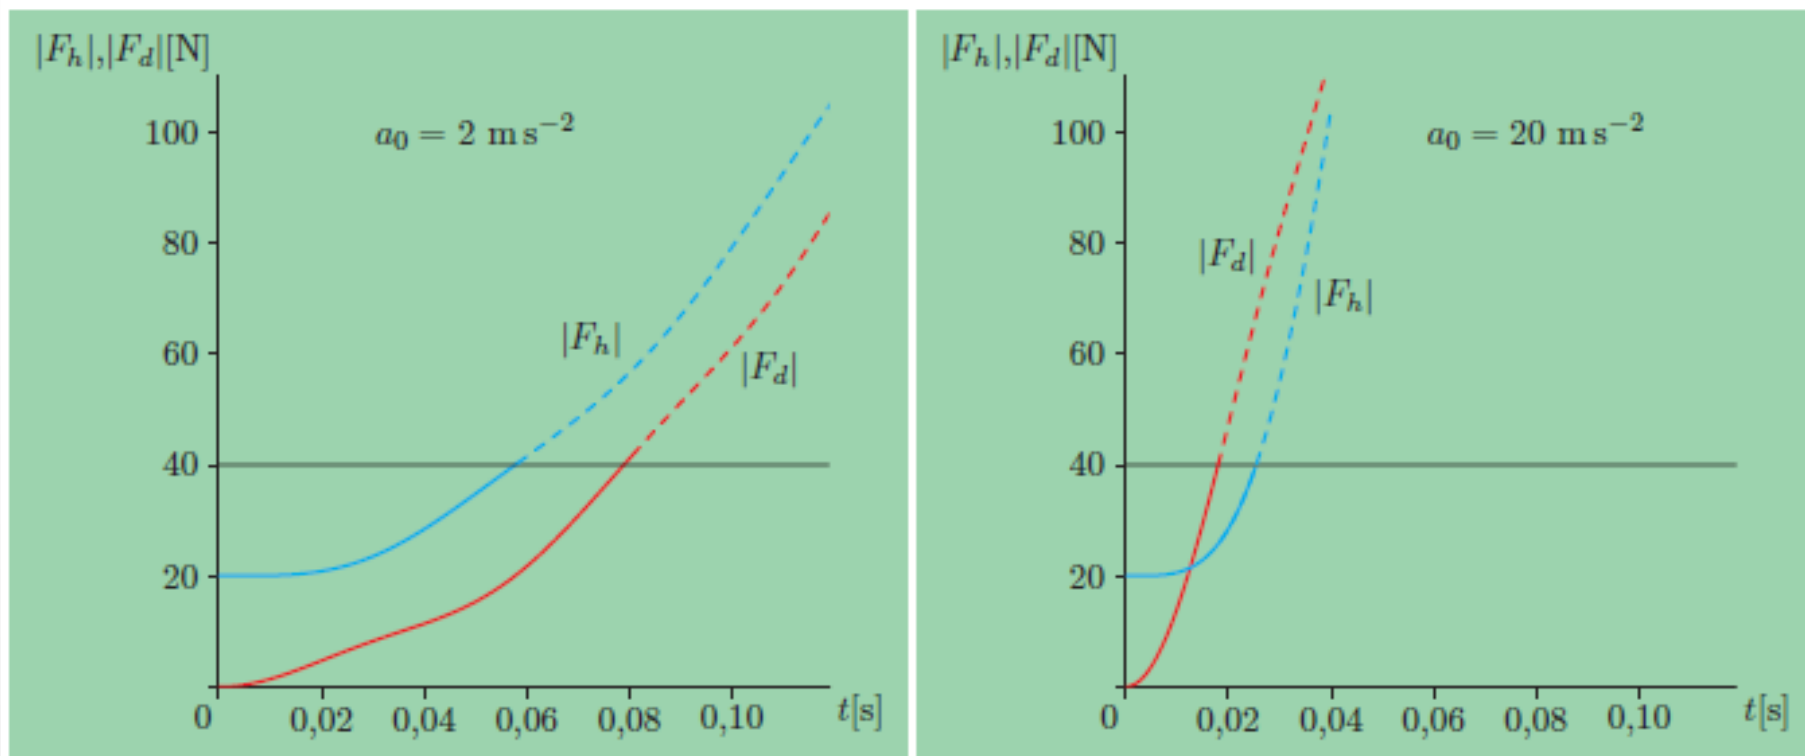 |F_h|,|F_d|[N]
a_0 = 2 m s^{-2}
100
80
60
40
20
|F_h|
|F_d|
0 0,02 0,04 0,06 0,08 0,10 t[s]
|F_h|,|F_d|[N]
a_0 = 20 m s^{-2}
100
80
60
40
20
|F_d|
|F_h|
0 0,02 0,04 0,06 0,08 0,10 t[s]